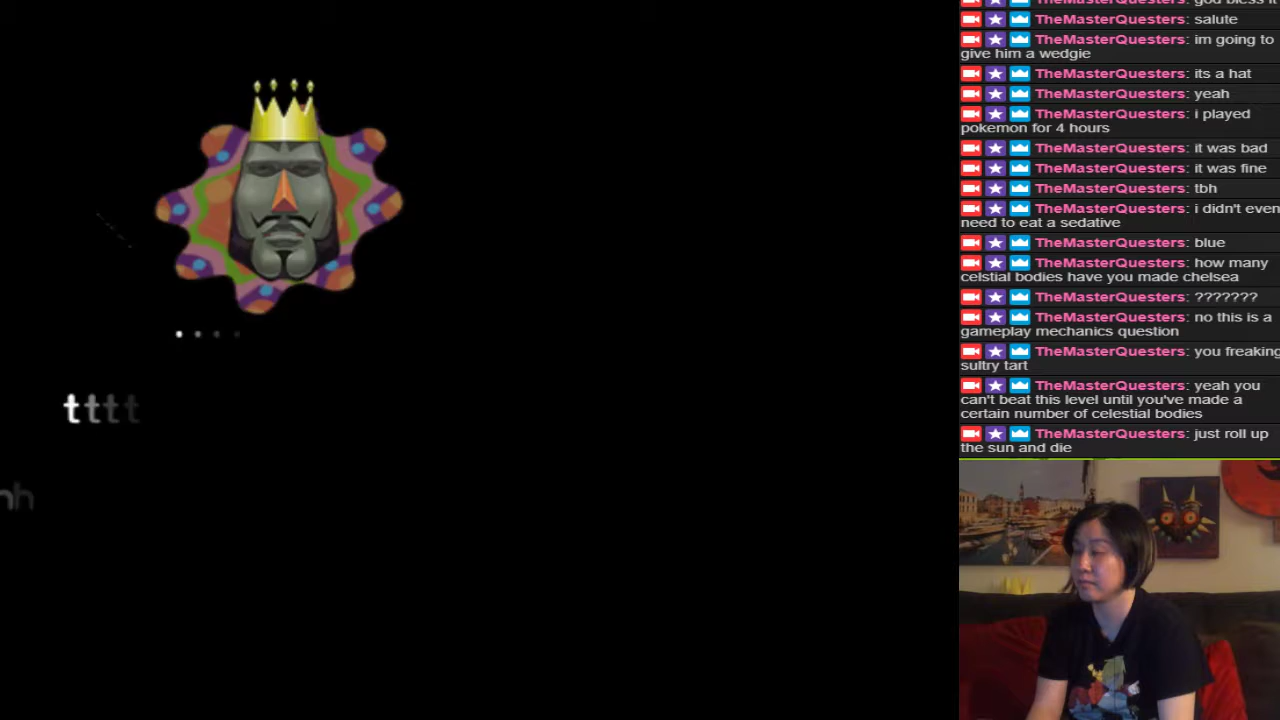 TheMasterQuesters: god bless it
TheMasterQuesters: salute
TheMasterQuesters: im going to
give him a wedgie
TheMasterQuesters: its a hat
TheMasterQuesters: yeah
TheMasterQuesters: i played
pokemon for 4 hours
TheMasterQuesters: it was bad
TheMasterQuesters: it was fine
TheMasterQuesters: tbh
TheMasterQuesters: i didn't even
need to eat a sedative
TheMasterQuesters: blue
TheMasterQuesters: how many
celstial bodies have you made chelsea
TheMasterQuesters: ???????
TheMasterQuesters: no this is a
gameplay mechanics question
TheMasterQuesters: you freaking
sultry tart
TheMasterQuesters: yeah you
can't beat this level until you've made a
certain number of celestial bodies
TheMasterQuesters: just roll up
the sun and die
tttt